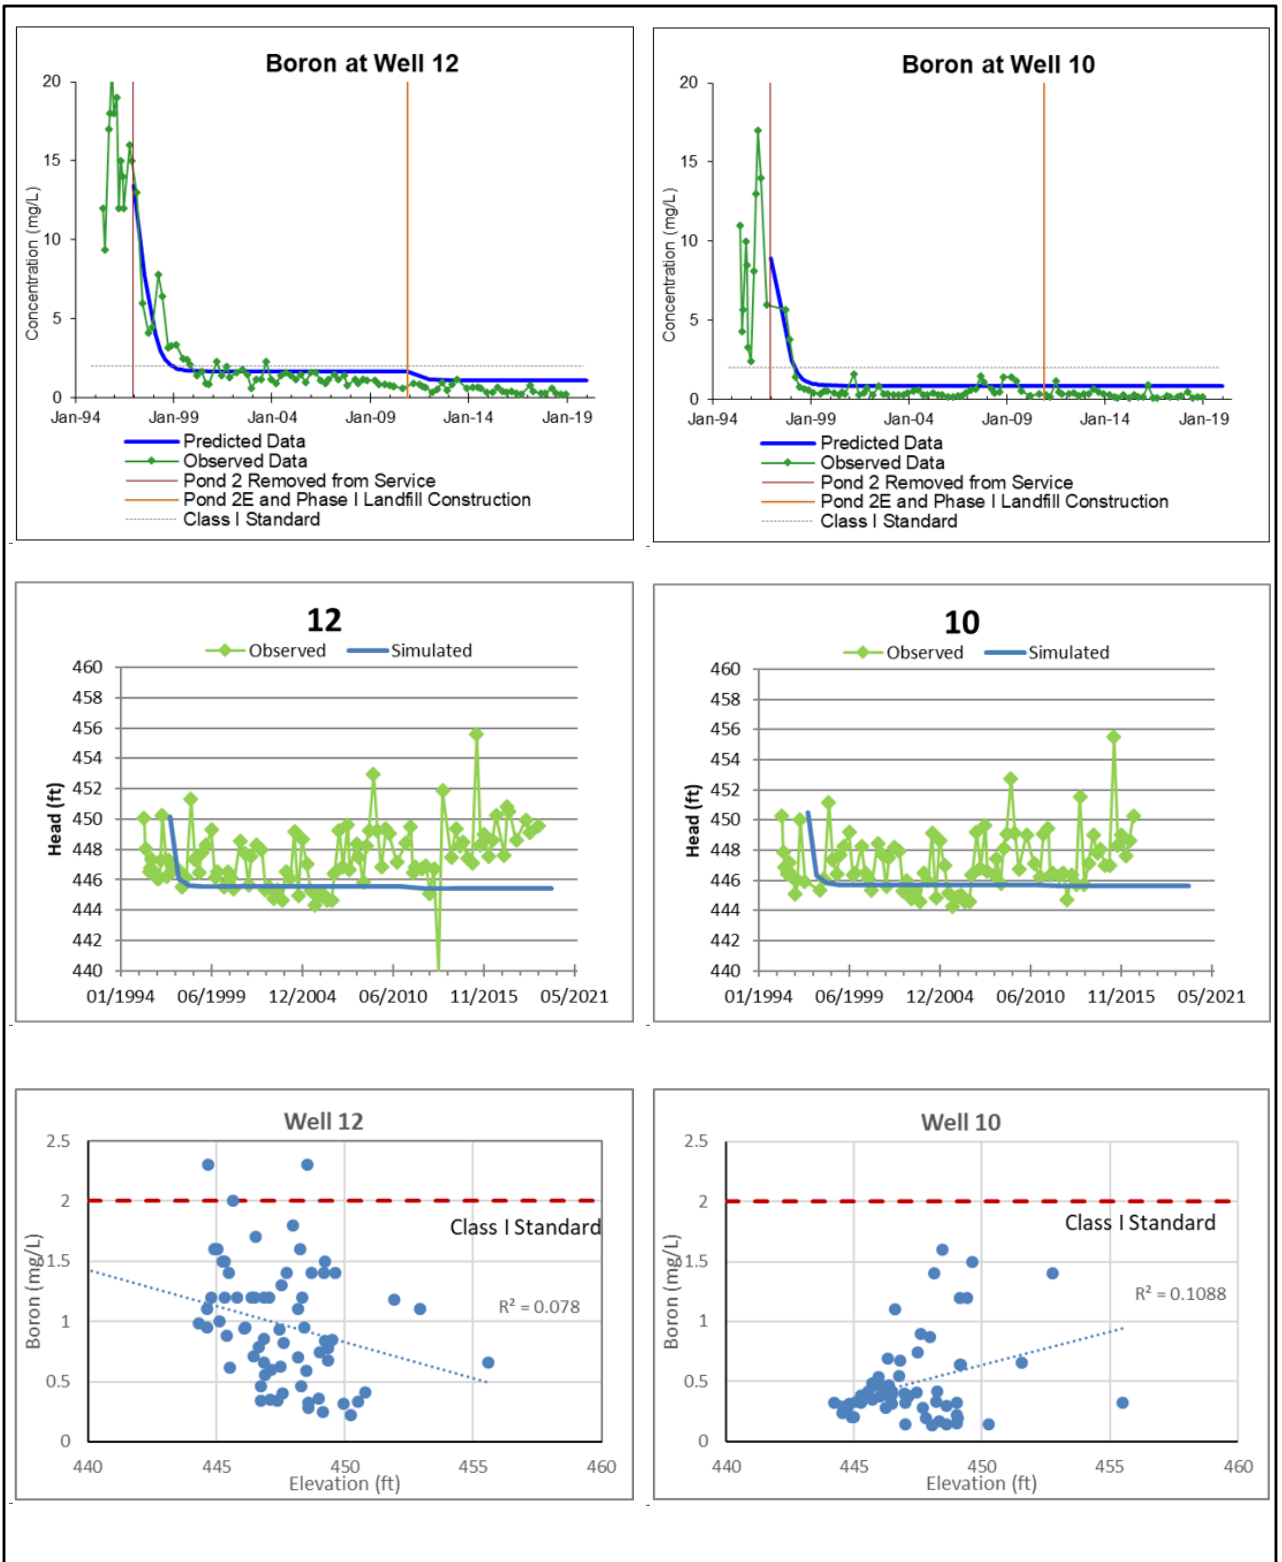 Boron at Well 12
20
15
10
5
0
Concentration (mg/L)
Jan-94 Jan-99 Jan-04 Jan-09 Jan-14 Jan-19
Predicted Data
Observed Data
Pond 2 Removed from Service
Pond 2E and Phase I Landfill Construction
Class I Standard
Boron at Well 10
20
15
10
5
0
Concentration (mg/L)
Jan-94 Jan-99 Jan-04 Jan-09 Jan-14 Jan-19
Predicted Data
Observed Data
Pond 2 Removed from Service
Pond 2E and Phase I Landfill Construction
Class I Standard
12
Observed Simulated
460
458
456
454
452
450
448
446
444
442
440
Head (ft)
01/1994 06/1999 12/2004 06/2010 11/2015 05/2021
10
Observed Simulated
460
458
456
454
452
450
448
446
444
442
440
Head (ft)
01/1994 06/1999 12/2004 06/2010 11/2015 05/2021
Well 12
2.5
2
1.5
1
0.5
0
Boron (mg/L)
Class I Standard
R² = 0.078
440 445 450 455 460
Elevation (ft)
Well 10
2.5
2
1.5
1
0.5
0
Boron (mg/L)
Class I Standard
R² = 0.1088
440 445 450 455 460
Elevation (ft)